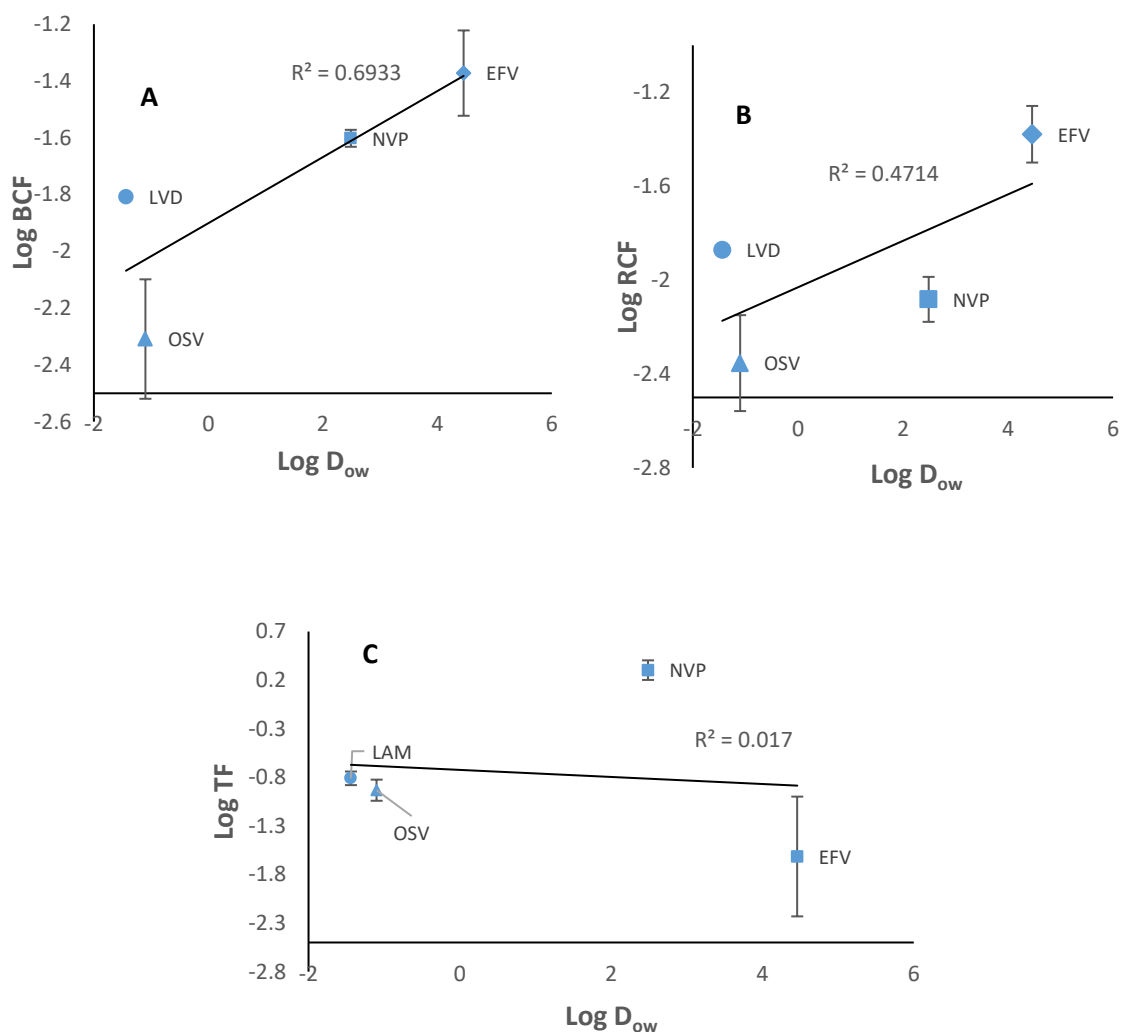 A
R² = 0.6933
-1.2
-1.4
-1.6
-1.8
-2
-2.2
-2.4
-2.6
Log BCF
EFV
NVP
LVD
OSV
-2 0 2 4 6
Log Dow
B
R² = 0.4714
-1.2
-1.6
-2
-2.4
-2.8
Log RCF
EFV
LVD
NVP
OSV
-2 0 2 4 6
Log Dow
C
R² = 0.017
0.7
0.2
-0.3
-0.8
-1.3
-1.8
-2.3
-2.8
Log TF
NVP
LAM
OSV
EFV
-2 0 2 4 6
Log Dow